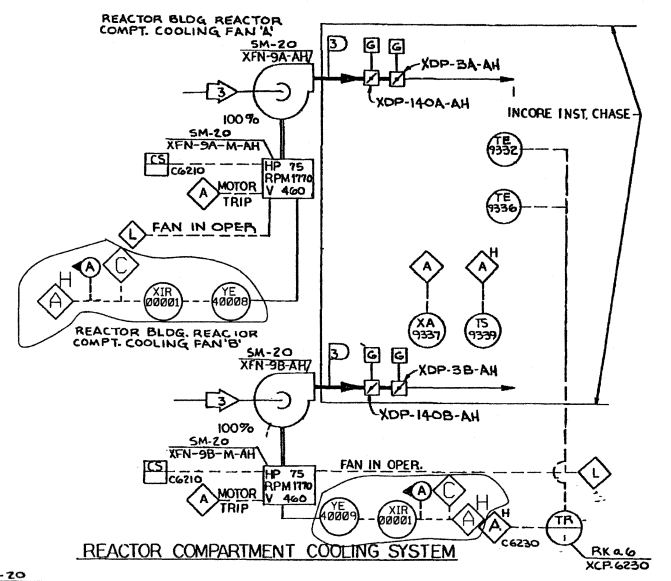 REACTOR BLDG REACTOR
COMPT. COOLING FAN 'A'
SM-20
XFN-9A-AH
3
G G
XDP-3A-AH
3
XDP-140A-AH
INCORE INST. CHASE
100%
SM-20
XFN-9A-M-AH
CS
C6210
HP 75
RPM 1770
V 460
A
MOTOR
TRIP
TE
9332
TE
9336
L
FAN IN OPER
H
A
C
A
XIR
00001
YE
40008
A
A
H
XA
9337
TS
9339
REACTOR BLDG. REACTOR
COMPT. COOLING FAN 'B'
SM-20
XFN-9B-AH
3
G G
XDP-3B-AH
3
XDP-140B-AH
100%
SM-20
XFN-9B-M-AH
CS
C6210
HP 75
RPM 1770
V 460
FAN IN OPER.
L
A
MOTOR
TRIP
YE
40009
XIR
00001
A
C
H
A
A
H
C6230
TR
REACTOR COMPARTMENT COOLING SYSTEM
XCP-6230
-20